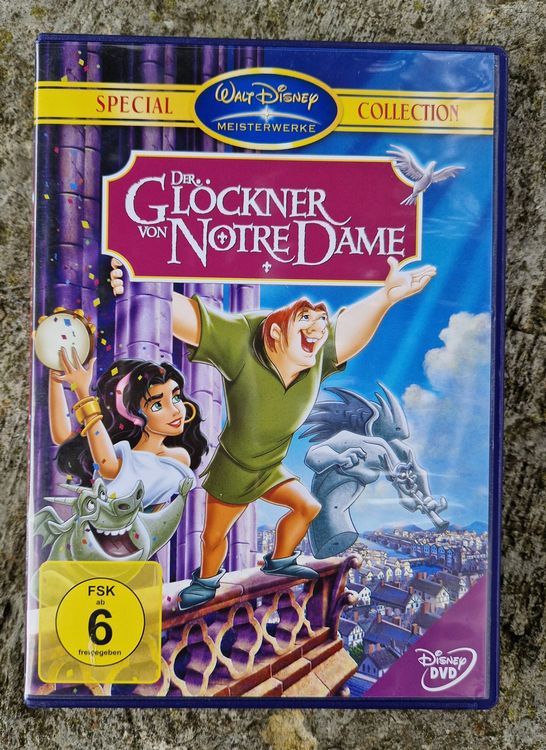 SPECIAL
WALT DISNEY
MEISTERWERKE
COLLECTION
DER
GLÖCKNER
VON NOTRE DAME
FSK
ab
6
freigegeben
DISNEY
DVD